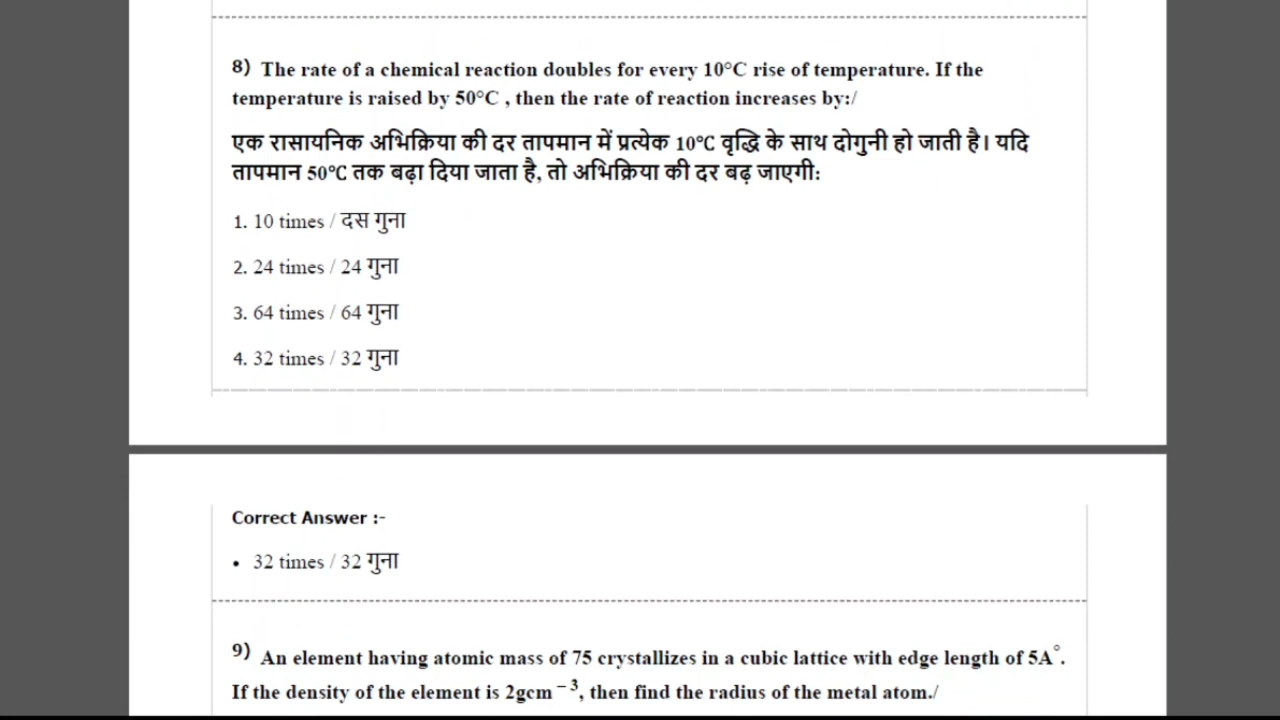 8) The rate of a chemical reaction doubles for every 10°C rise of temperature. If the
temperature is raised by 50°C , then the rate of reaction increases by:/
एक रासायनिक अभिक्रिया की दर तापमान में प्रत्येक 10°C वृद्धि के साथ दोगुनी हो जाती है। यदि
तापमान 50°C तक बढ़ा दिया जाता है, तो अभिक्रिया की दर बढ़ जाएगी:
1. 10 times / दस गुना
2. 24 times / 24 गुना
3. 64 times / 64 गुना
4. 32 times / 32 गुना
Correct Answer :-
• 32 times / 32 गुना
9) An element having atomic mass of 75 crystallizes in a cubic lattice with edge length of 5A°.
If the density of the element is 2gcm⁻³, then find the radius of the metal atom./